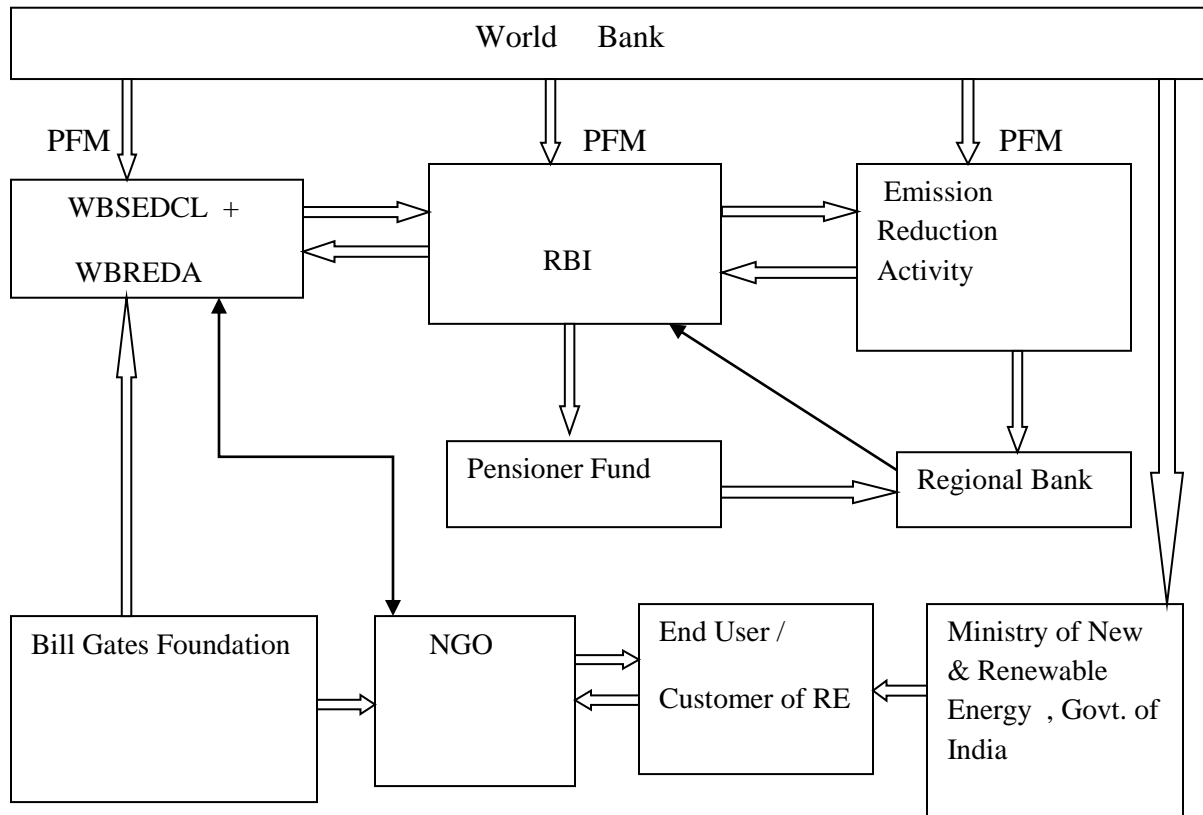 World Bank
PFM
PFM
PFM
WBSEDCL +
WBREDA
RBI
Emission
Reduction
Activity
Pensioner Fund
Regional Bank
Bill Gates Foundation
NGO
End User /
Customer of RE
Ministry of New
& Renewable
Energy , Govt. of
India